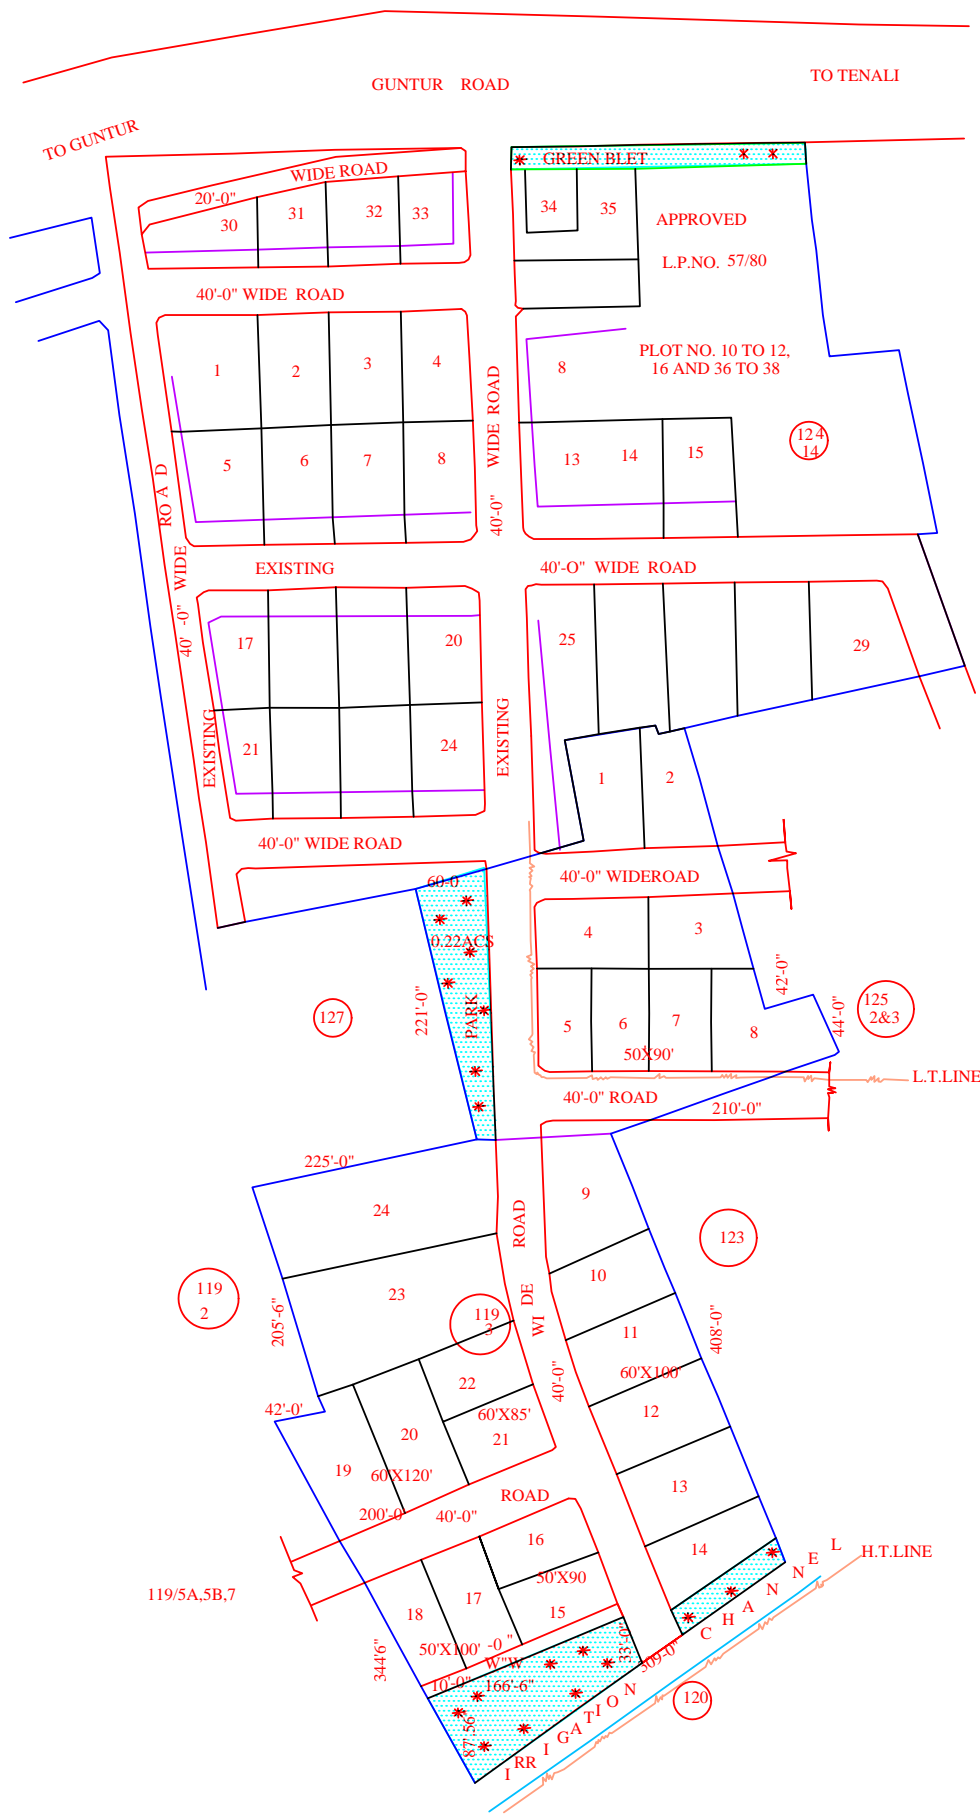 TO TENALI
GUNTUR ROAD
TO GUNTUR
GREEN BLET
WIDE ROAD
20'-0"
30
31
32
33
34
35
APPROVED
L.P.NO. 57/80
40'-0" WIDE ROAD
PLOT NO. 10 TO 12,
16 AND 36 TO 38
1
2
3
4
8
5
6
7
8
13
14
15
124
14
40'-0" WIDE ROAD
40' -0" WIDE ROAD
EXISTING
40'-O" WIDE ROAD
17
20
25
29
21
24
EXISTING
EXISTING
1
2
40'-0" WIDE ROAD
40'-0" WIDEROAD
60-0
0.22ACS
PARK
221'-0"
127
4
3
42'-0"
44'-0"
125
2&3
5
6
7
8
50X90'
L.T.LINE
40'-0" ROAD
210'-0"
225'-0"
24
9
123
10
23
119
2
119
3
205'-6"
40'-0" WIDE ROAD
11
408'-0"
60'X100'
22
42'-0'
60'X85'
12
20
21
19
60'X120'
13
200'-0
40'-0"
ROAD
16
14
H.T.LINE
119/5A,5B,7
50'X90
17
18
15
50'X100'
-0 "
W"W
33'-0"
309-0"
344'6"
10'-0"
166'-6"
120
87'.56"
IRRIGATION CHANNEL